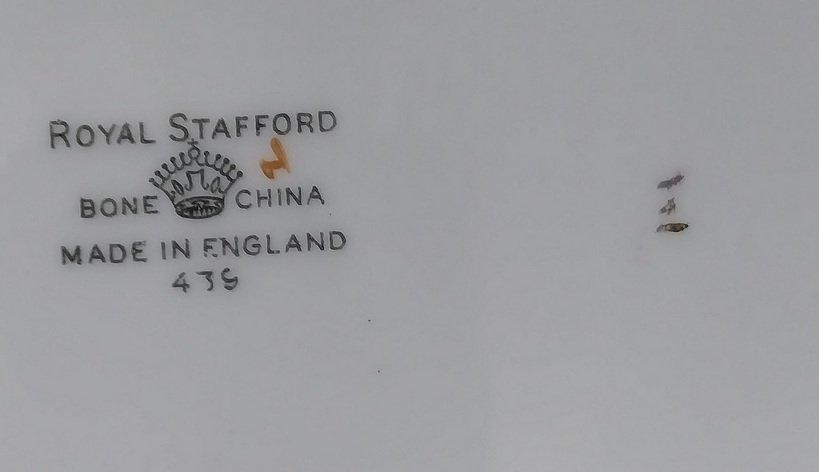 ROYAL STAFFORD
BONE CHINA
MADE IN ENGLAND